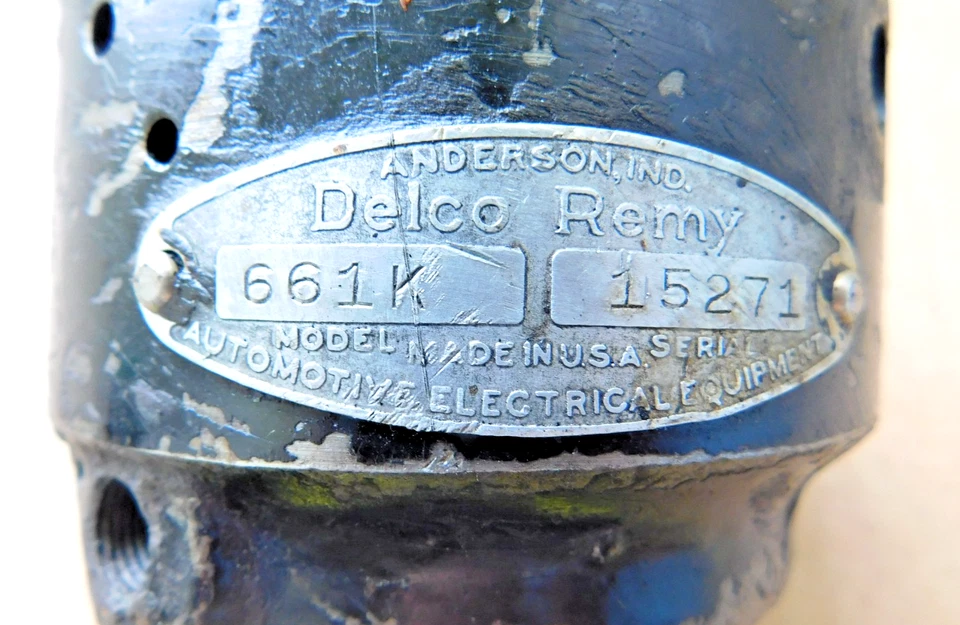 ANDERSON, IND.
Delco Remy
661K 15271
MODEL MADE IN U.S.A. SERIAL
AUTOMOTIVE ELECTRICAL EQUIPMENT